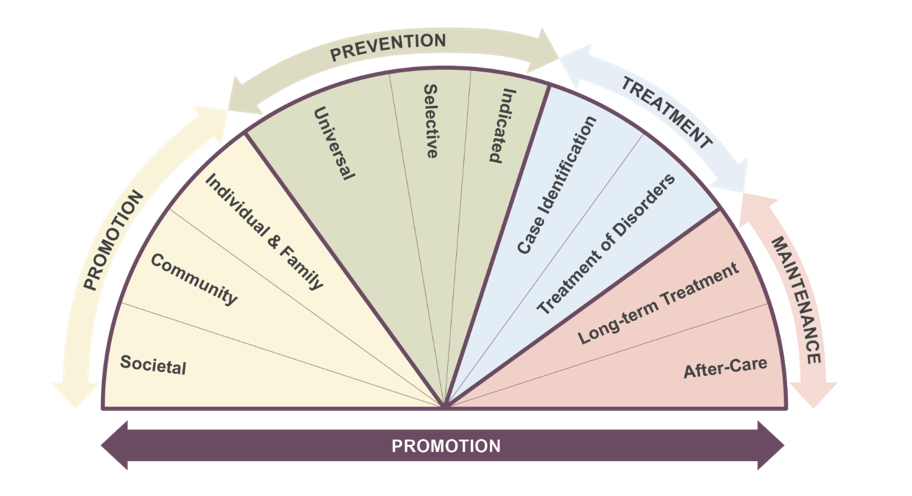 PREVENTION
TREATMENT
PROMOTION
MAINTENANCE
Societal
Community
Individual & Family
Universal
Selective
Indicated
Case Identification
Treatment of Disorders
Long-term Treatment
After-Care
PROMOTION